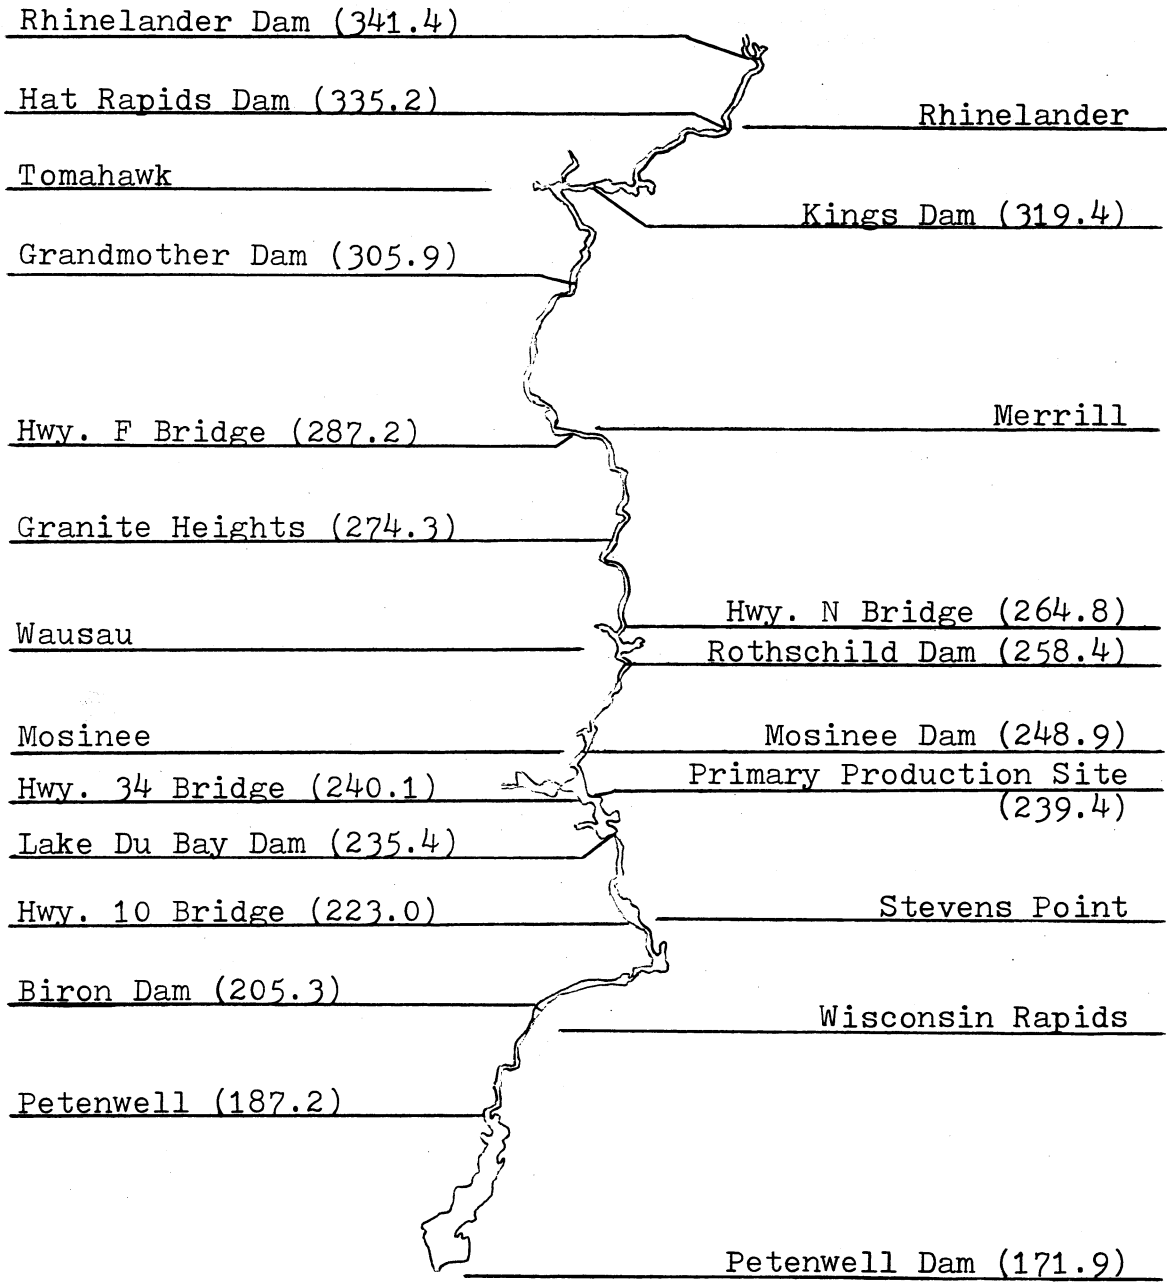 Rhinelander Dam (341.4)
Hat Rapids Dam (335.2)
Rhinelander
Tomahawk
Kings Dam (319.4)
Grandmother Dam (305.9)
Merrill
Hwy. F Bridge (287.2)
Granite Heights (274.3)
Hwy. N Bridge (264.8)
Wausau
Rothschild Dam (258.4)
Mosinee
Mosinee Dam (248.9)
Primary Production Site
(239.4)
Hwy. 34 Bridge (240.1)
Lake Du Bay Dam (235.4)
Stevens Point
Hwy. 10 Bridge (223.0)
Biron Dam (205.3)
Wisconsin Rapids
Petenwell (187.2)
Petenwell Dam (171.9)